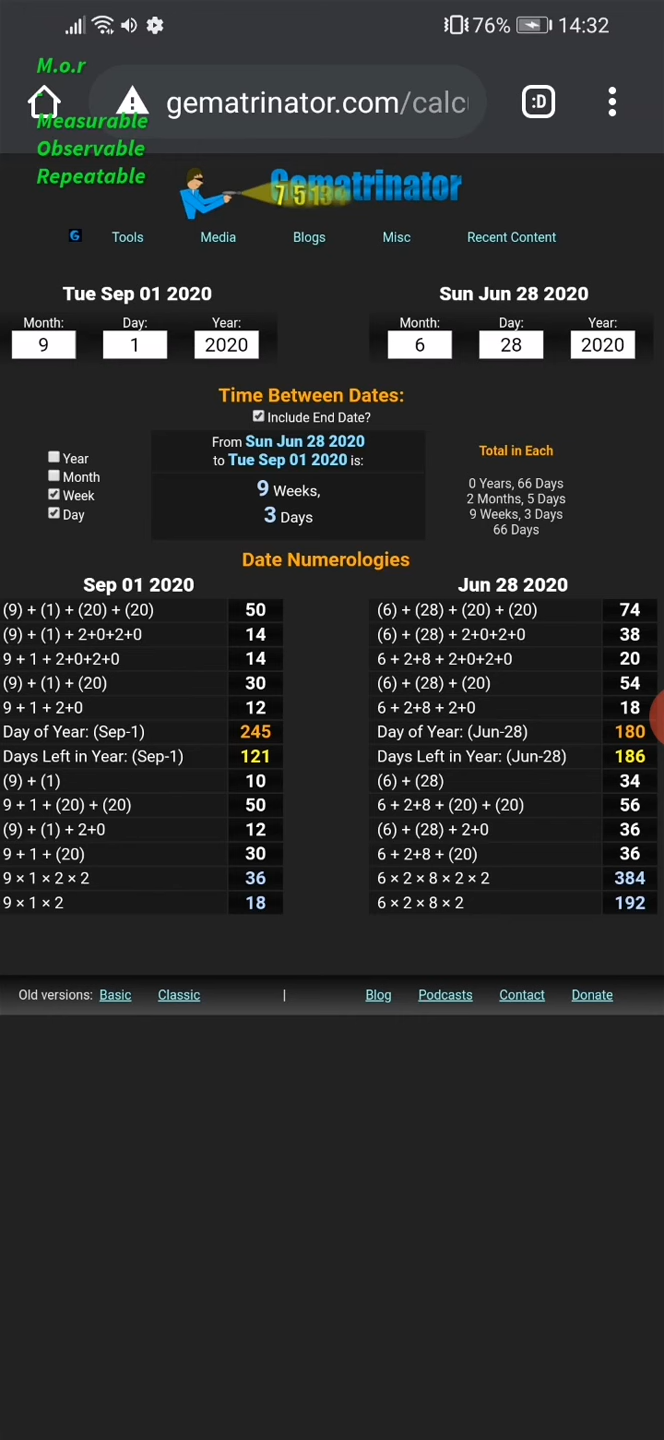 76% 14:32
M.o.r
gematrinator.com/calc
:D
Measurable
Observable
Repeatable
7 5 13 Gematrinator
G Tools Media Blogs Misc Recent Content
Tue Sep 01 2020 Sun Jun 28 2020
Month: Day: Year: Month: Day: Year:
9 1 2020 6 28 2020
Time Between Dates:
Include End Date?
From Sun Jun 28 2020
to Tue Sep 01 2020 is:
9 Weeks,
3 Days
Year
Month
Week
Day
Total in Each
0 Years, 66 Days
2 Months, 5 Days
9 Weeks, 3 Days
66 Days
Date Numerologies
Sep 01 2020 Jun 28 2020
(9) + (1) + (20) + (20) 50 (6) + (28) + (20) + (20) 74
(9) + (1) + 2+0+2+0 14 (6) + (28) + 2+0+2+0 38
9 + 1 + 2+0+2+0 14 6 + 2+8 + 2+0+2+0 20
(9) + (1) + (20) 30 (6) + (28) + (20) 54
9 + 1 + 2+0 12 6 + 2+8 + 2+0 18
Day of Year: (Sep-1) 245 Day of Year: (Jun-28) 180
Days Left in Year: (Sep-1) 121 Days Left in Year: (Jun-28) 186
(9) + (1) 10 (6) + (28) 34
9 + 1 + (20) + (20) 50 6 + 2+8 + (20) + (20) 56
(9) + (1) + 2+0 12 (6) + (28) + 2+0 36
9 + 1 + (20) 30 6 + 2+8 + (20) 36
9 × 1 × 2 × 2 36 6 × 2 × 8 × 2 × 2 384
9 × 1 × 2 18 6 × 2 × 8 × 2 192
Old versions: Basic Classic | Blog Podcasts Contact Donate